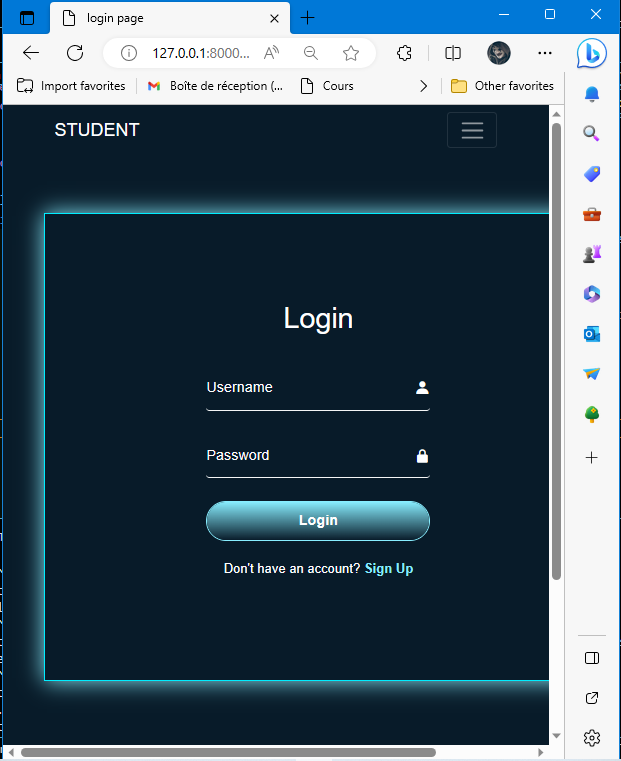 login page
127.0.0.1:8000...
Import favorites
Boîte de réception (...
Cours
Other favorites
STUDENT
Login
Username
Password
Login
Don't have an account? Sign Up